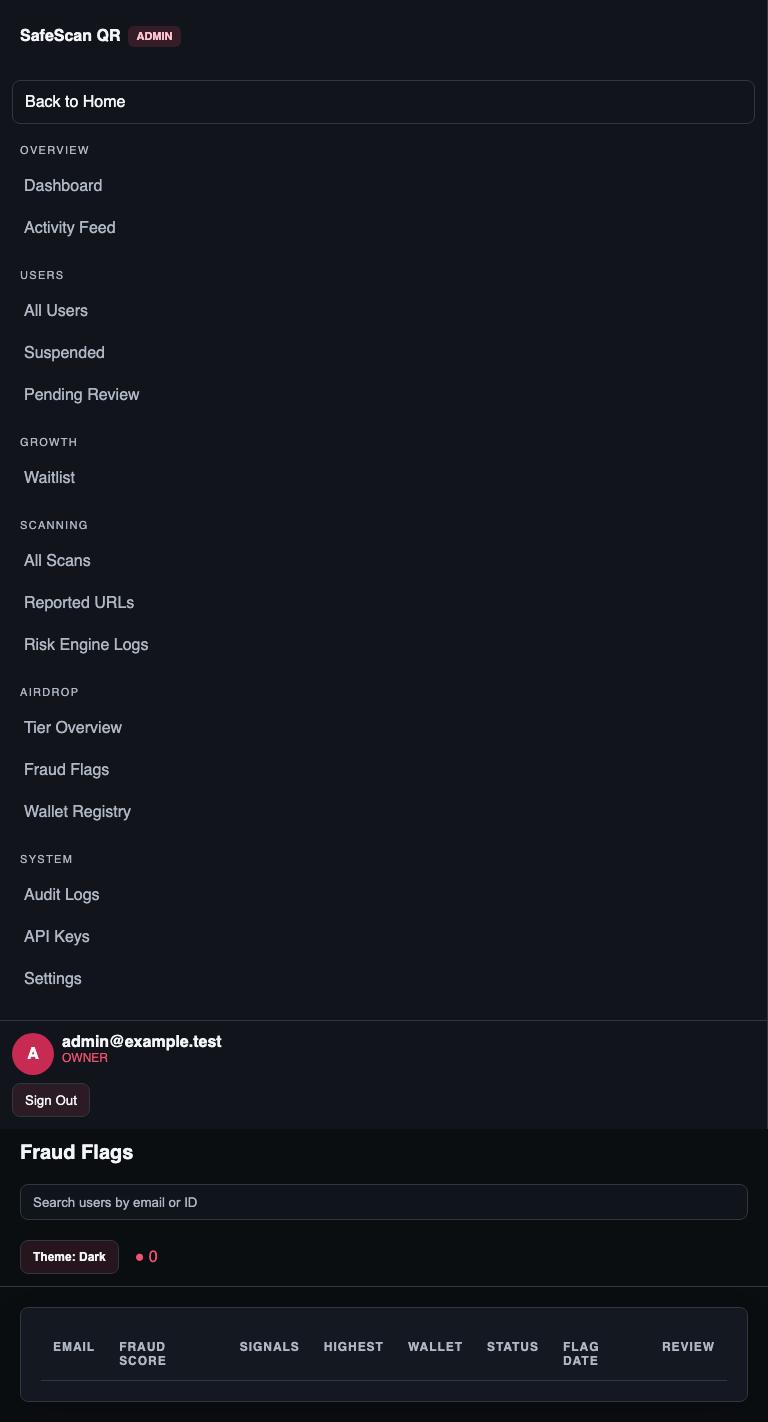 SafeScan QR ADMIN
Back to Home
OVERVIEW
Dashboard
Activity Feed
USERS
All Users
Suspended
Pending Review
GROWTH
Waitlist
SCANNING
All Scans
Reported URLs
Risk Engine Logs
AIRDROP
Tier Overview
Fraud Flags
Wallet Registry
SYSTEM
Audit Logs
API Keys
Settings
A
admin@example.test
OWNER
Sign Out
Fraud Flags
Search users by email or ID
Theme: Dark ● 0
EMAIL FRAUD SIGNALS HIGHEST WALLET STATUS FLAG REVIEW
SCORE DATE